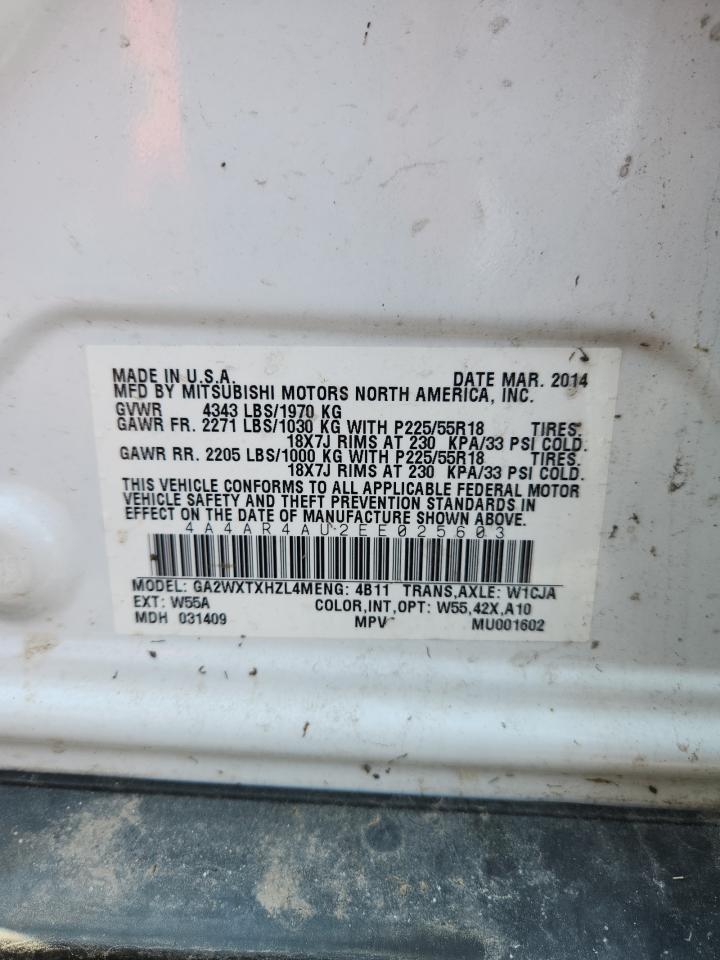 MADE IN U.S.A. DATE MAR. 2014
MFD BY MITSUBISHI MOTORS NORTH AMERICA, INC.
GVWR 4343 LBS/1970 KG
GAWR FR. 2271 LBS/1030 KG WITH P225/55R18 TIRES.
18X7J RIMS AT 230 KPA/33 PSI COLD.
GAWR RR. 2205 LBS/1000 KG WITH P225/55R18 TIRES.
18X7J RIMS AT 230 KPA/33 PSI COLD.
THIS VEHICLE CONFORMS TO ALL APPLICABLE FEDERAL MOTOR
VEHICLE SAFETY AND THEFT PREVENTION STANDARDS IN
EFFECT ON THE DATE OF MANUFACTURE SHOWN ABOVE.
4A4AR4AU2EE025603
MODEL: GA2WXTXHZL4MENG: 4B11 TRANS,AXLE: W1CJA
EXT: W55A COLOR,INT,OPT: W55,42X,A10
MDH 031409 MPV MU001602